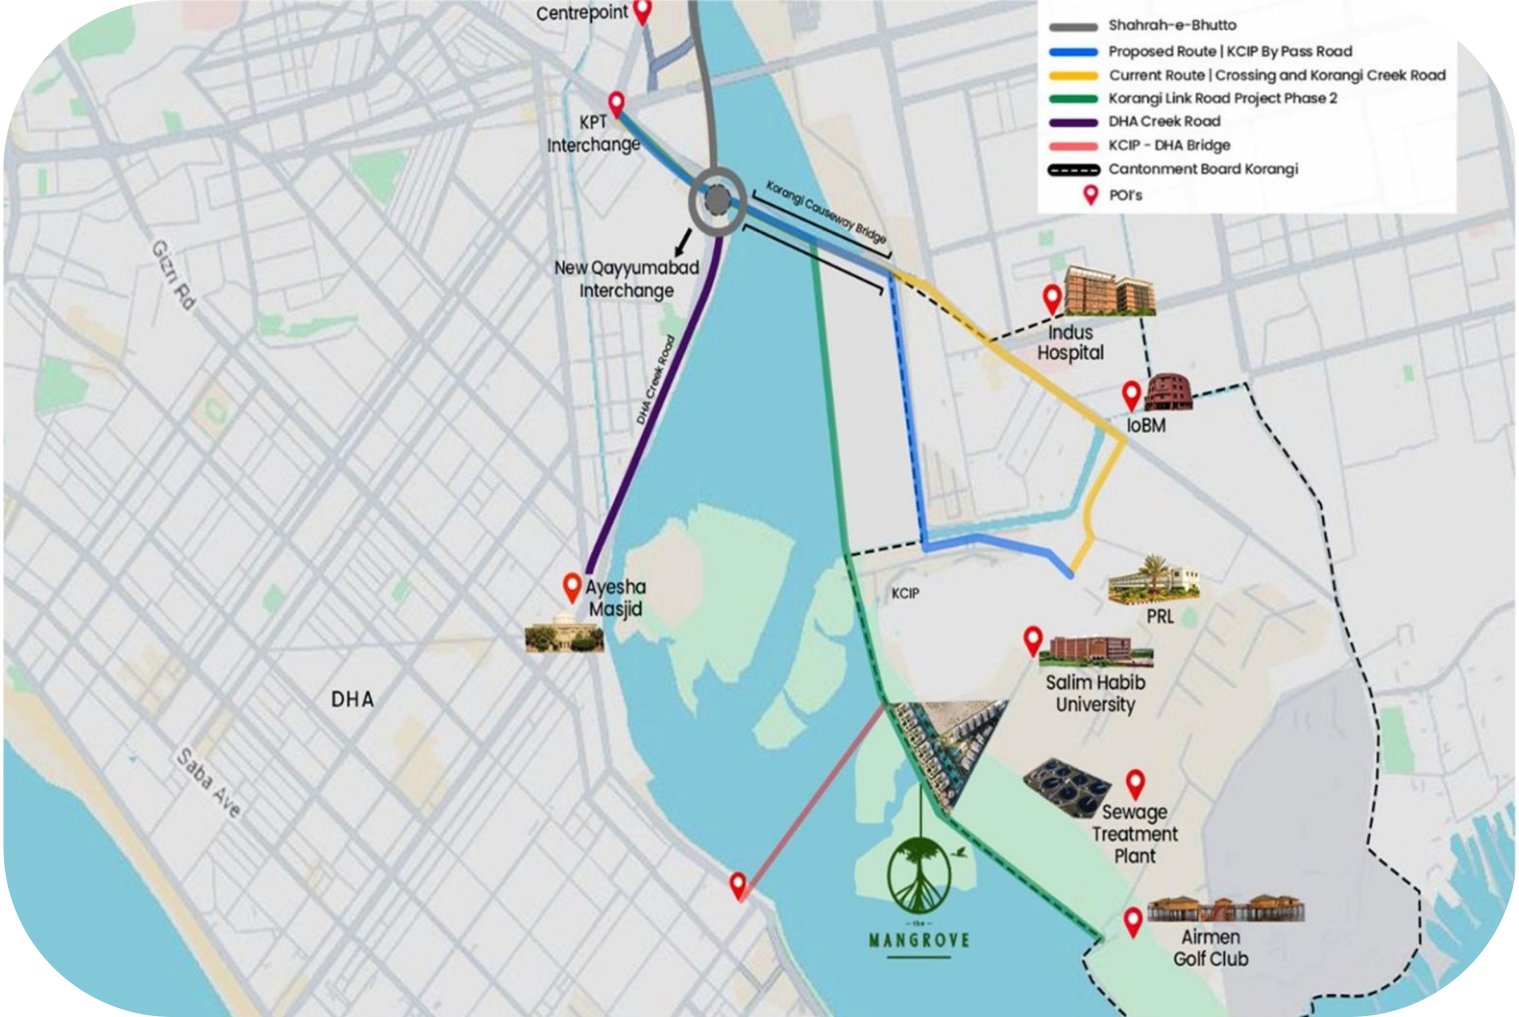 Centrepoint
Shahrah-e-Bhutto
Proposed Route | KCIP By Pass Road
Current Route | Crossing and Korangi Creek Road
Korangi Link Road Project Phase 2
DHA Creek Road
KCIP - DHA Bridge
Cantonment Board Korangi
POI's
KPT
Interchange
Korangi Causeway Bridge
Gizri Rd
New Qayyumabad
Interchange
Indus
Hospital
DHA Creek Road
IoBM
Ayesha
Masjid
KCIP
PRL
Salim Habib
University
DHA
Saba Ave
Sewage
Treatment
Plant
the
MANGROVE
Airmen
Golf Club